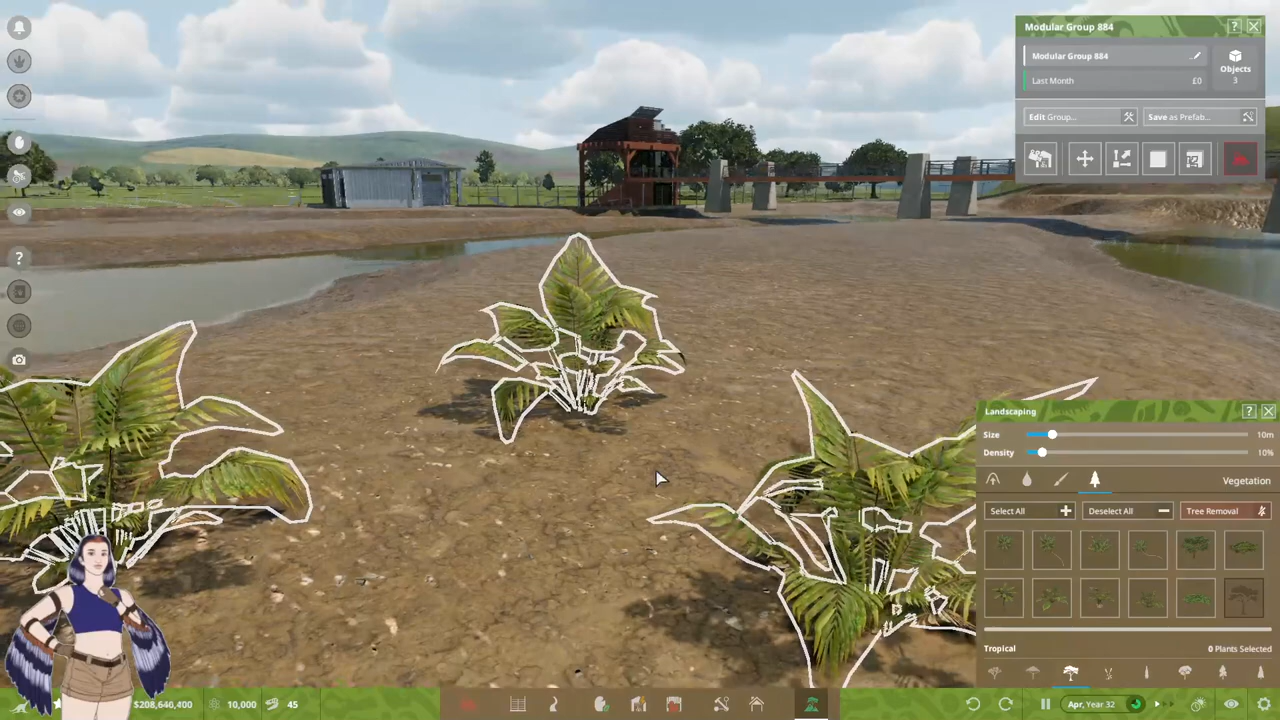 Modular Group 884
?
Modular Group 884
Last Month £0
Objects
3
Edit Group...
Save as Prefab...
?
Landscaping
?
Size 10m
Density 10%
Vegetation
Select All
Deselect All
Tree Removal
Tropical
0 Plants Selected
$208,646,400
10,000
45
Apr, Year 32